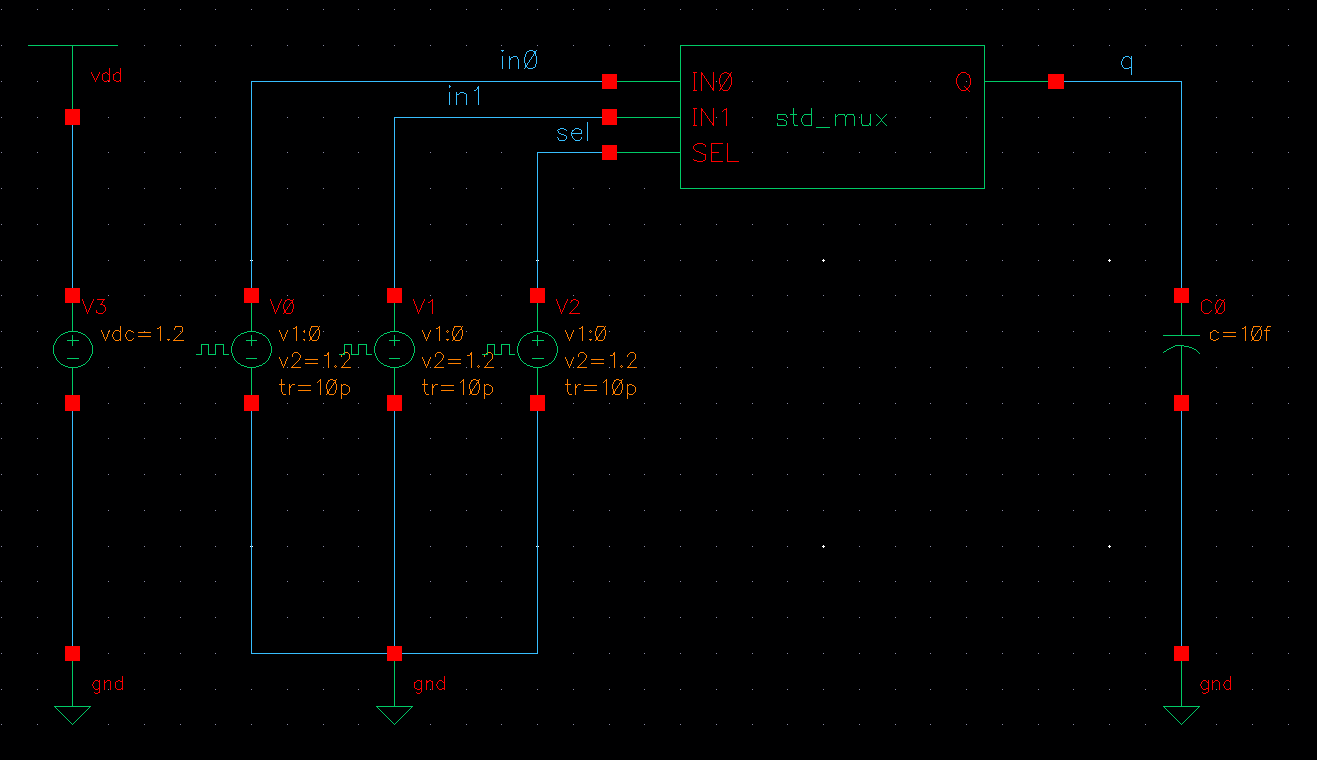 vdd
in0
in1
sel
IN0
IN1
SEL
std_mux
Q
q
V3
vdc=1.2
V0
v1:0
v2=1.2
tr=10p
V1
v1:0
v2=1.2
tr=10p
V2
v1:0
v2=1.2
tr=10p
C0
c=10f
gnd
gnd
gnd